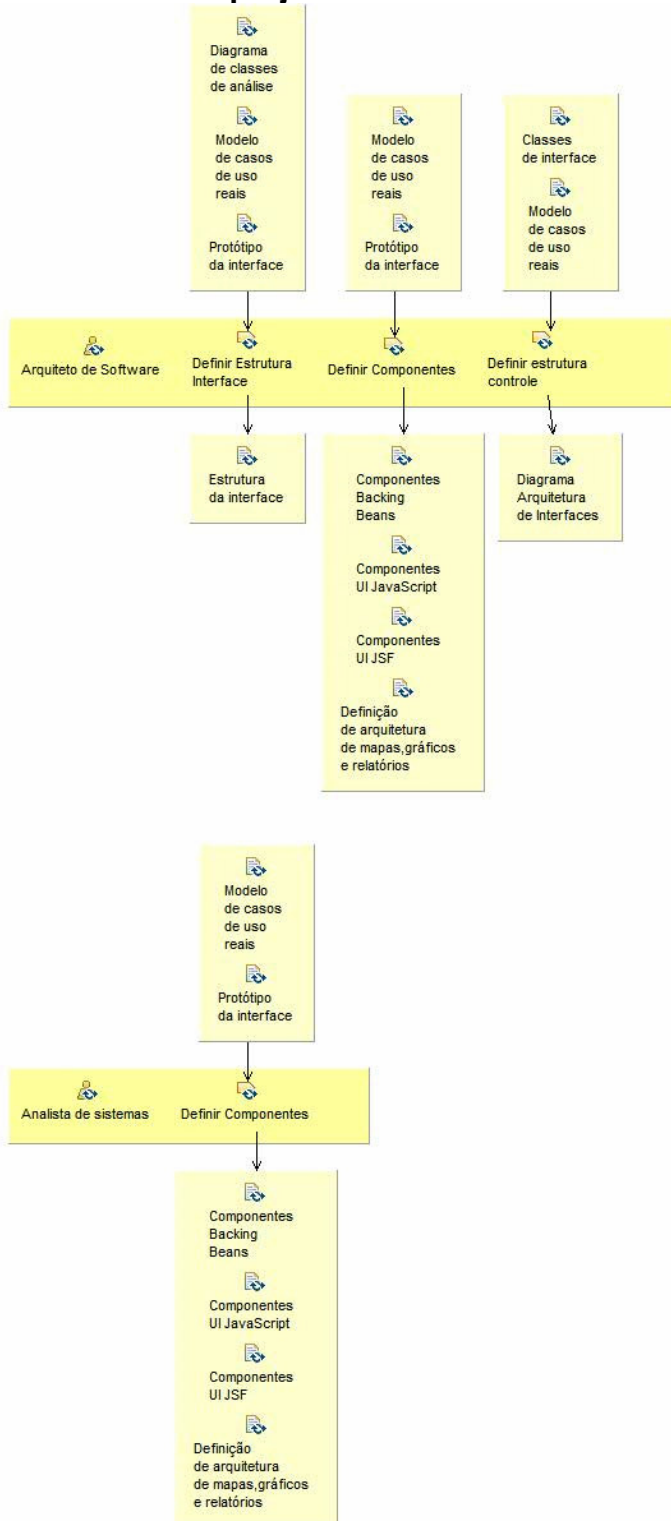 Diagrama
de classes
de análise
Modelo
de casos
de uso
reais
Protótipo
da interface
Modelo
de casos
de uso
reais
Protótipo
da interface
Classes
de interface
Modelo
de casos
de uso
reais
Arquiteto de Software
Definir Estrutura
Interface
Definir Componentes
Definir estrutura
controle
Estrutura
da interface
Componentes
Backing
Beans
Componentes
UI JavaScript
Componentes
UI JSF
Definição
de arquitetura
de mapas,gráficos
e relatórios
Diagrama
Arquitetura
de Interfaces
Modelo
de casos
de uso
reais
Protótipo
da interface
Analista de sistemas
Definir Componentes
Componentes
Backing
Beans
Componentes
UI JavaScript
Componentes
UI JSF
Definição
de arquitetura
de mapas,gráficos
e relatórios